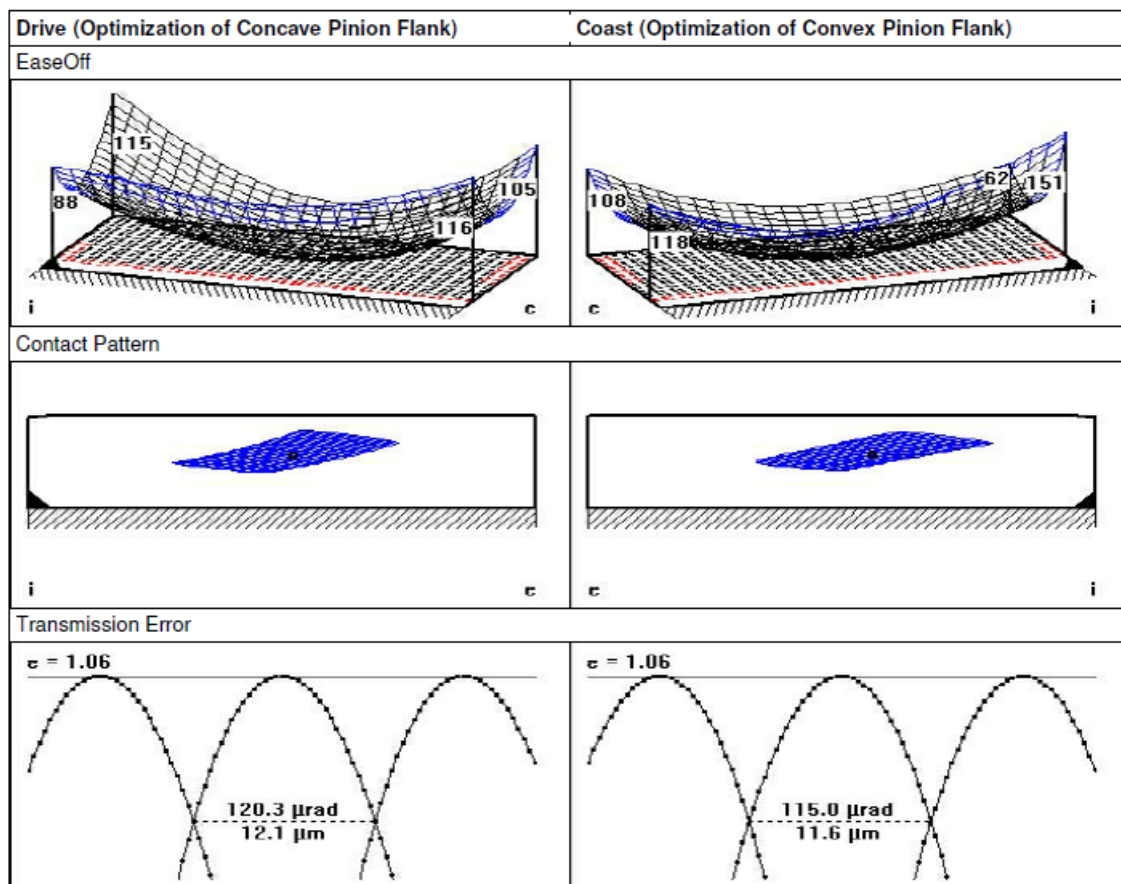 Drive (Optimization of Concave Pinion Flank)
Coast (Optimization of Convex Pinion Flank)
EaseOff
115
88
105
116
i
e
108
118
62
151
e
i
Contact Pattern
i
e
e
i
Transmission Error
e = 1.06
120.3 µrad
12.1 µm
e = 1.06
115.0 µrad
11.6 µm